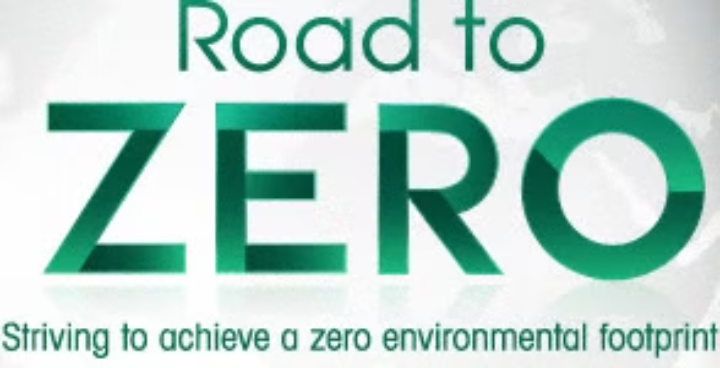 Road to
ZERO
Striving to achieve a zero environmental footprint